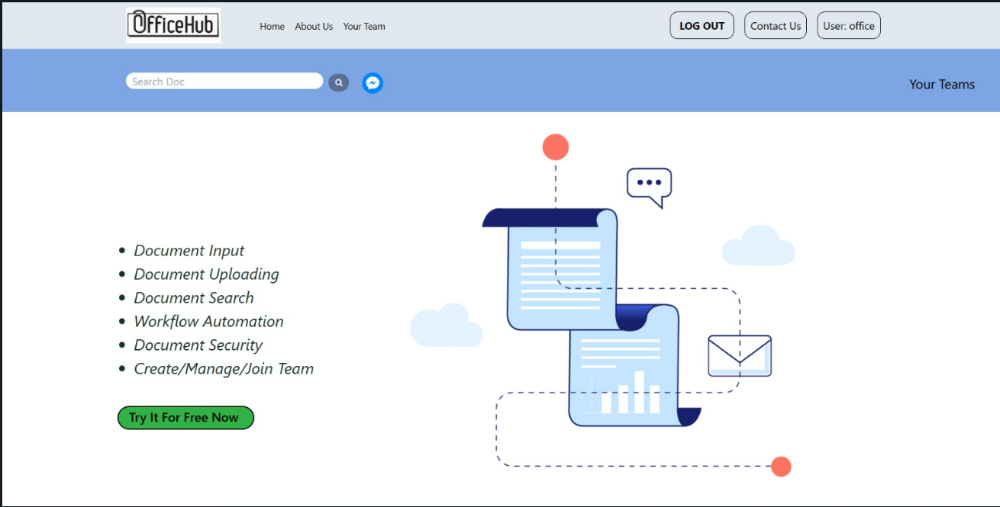 OfficeHub
Home About Us Your Team
LOG OUT Contact Us User: office
Search Doc
Your Teams
Document Input
Document Uploading
Document Search
Workflow Automation
Document Security
Create/Manage/Join Team
Try It For Free Now